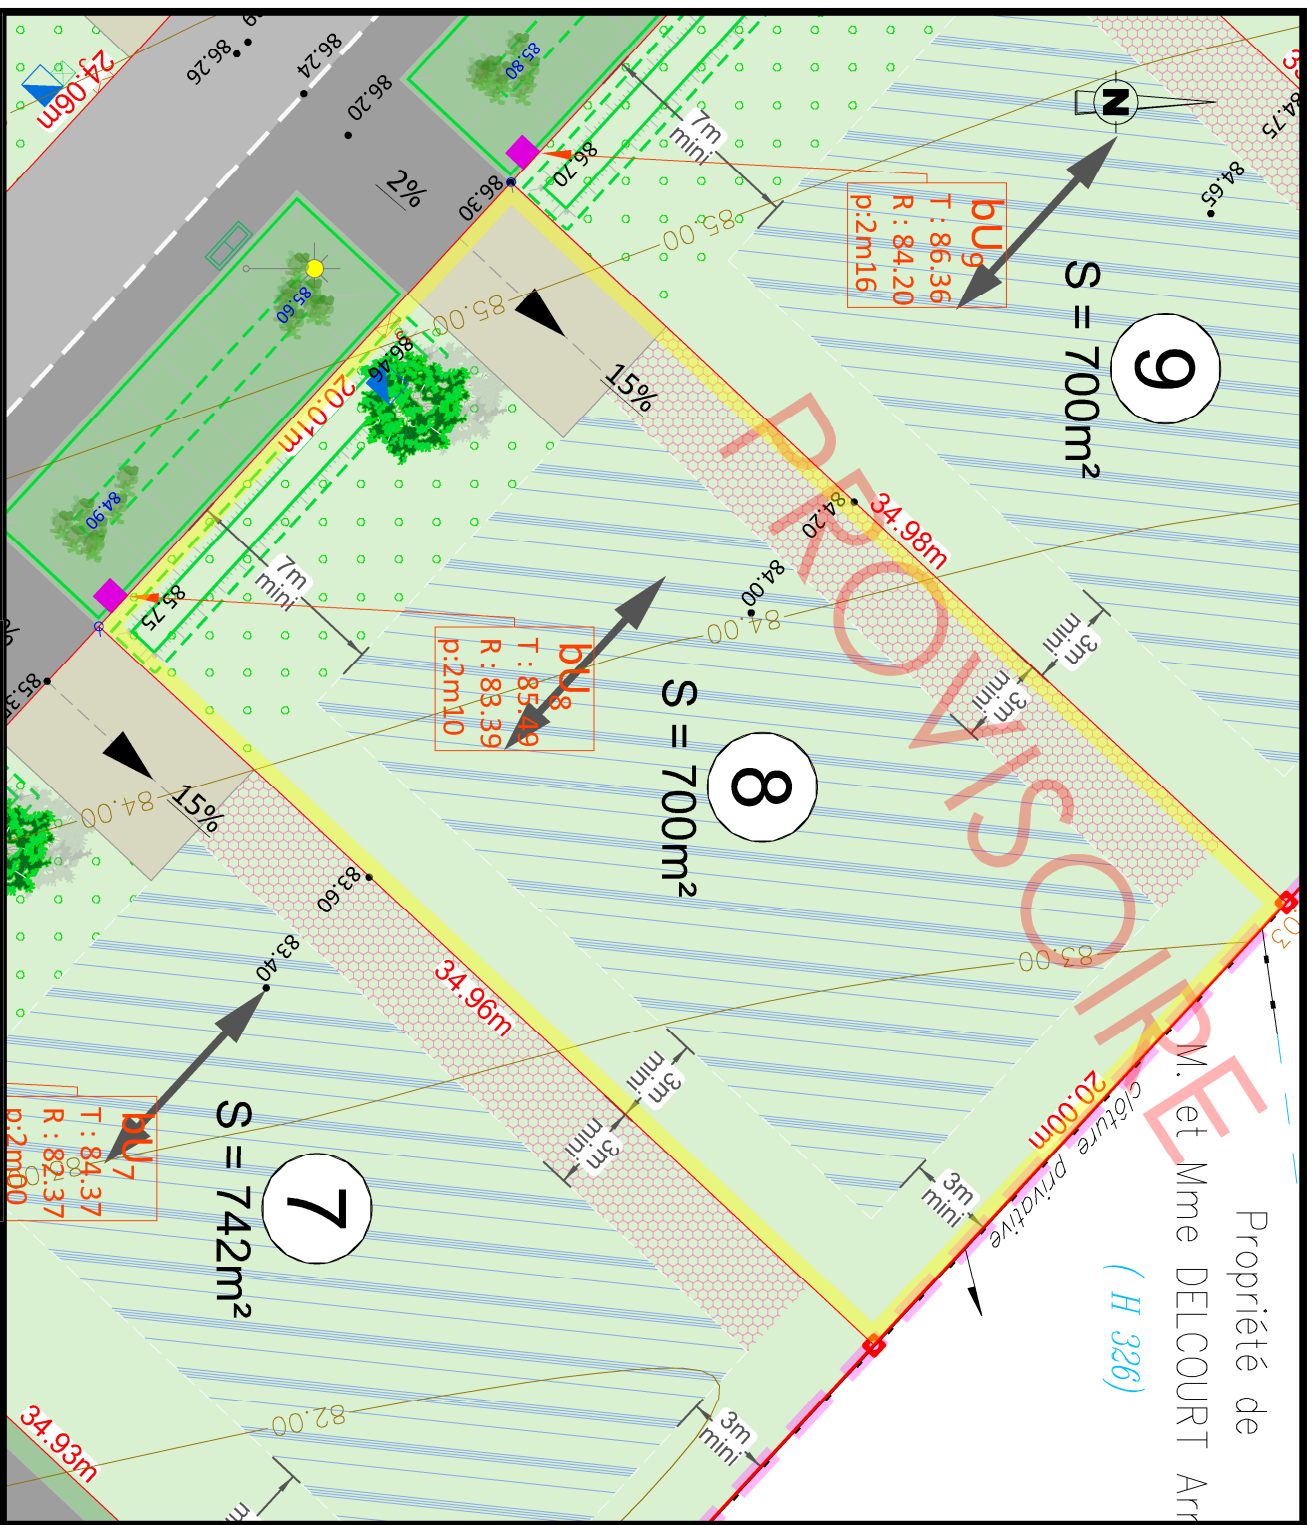 24.06m
86.26
86.24
86.20
2%
86.30
85.80
86.70
7m
mini
85.00
N
84.65
84.75
bU9
T : 86.36
R : 84.20
p:2m16
9
S = 700m²
85.60
85.00
86.46
20.01m
15%
84.90
85.75
7m
mini
34.98m
84.20
84.00
84.00
3m
mini
3m
mini
bU8
T : 85.49
R : 83.39
p:2m10
8
S = 700m²
PROVISOIRE
84.00
15%
83.60
83.40
34.96m
83.00
3m
mini
3m
mini
3m
mini
20.00m
clôture privative
Propriété de
M. et Mme DELCOURT Arr
( H 326)
bU7
T : 84.37
R : 82.37
p:2m00
7
S = 742m²
82.00
3m
mini
34.93m